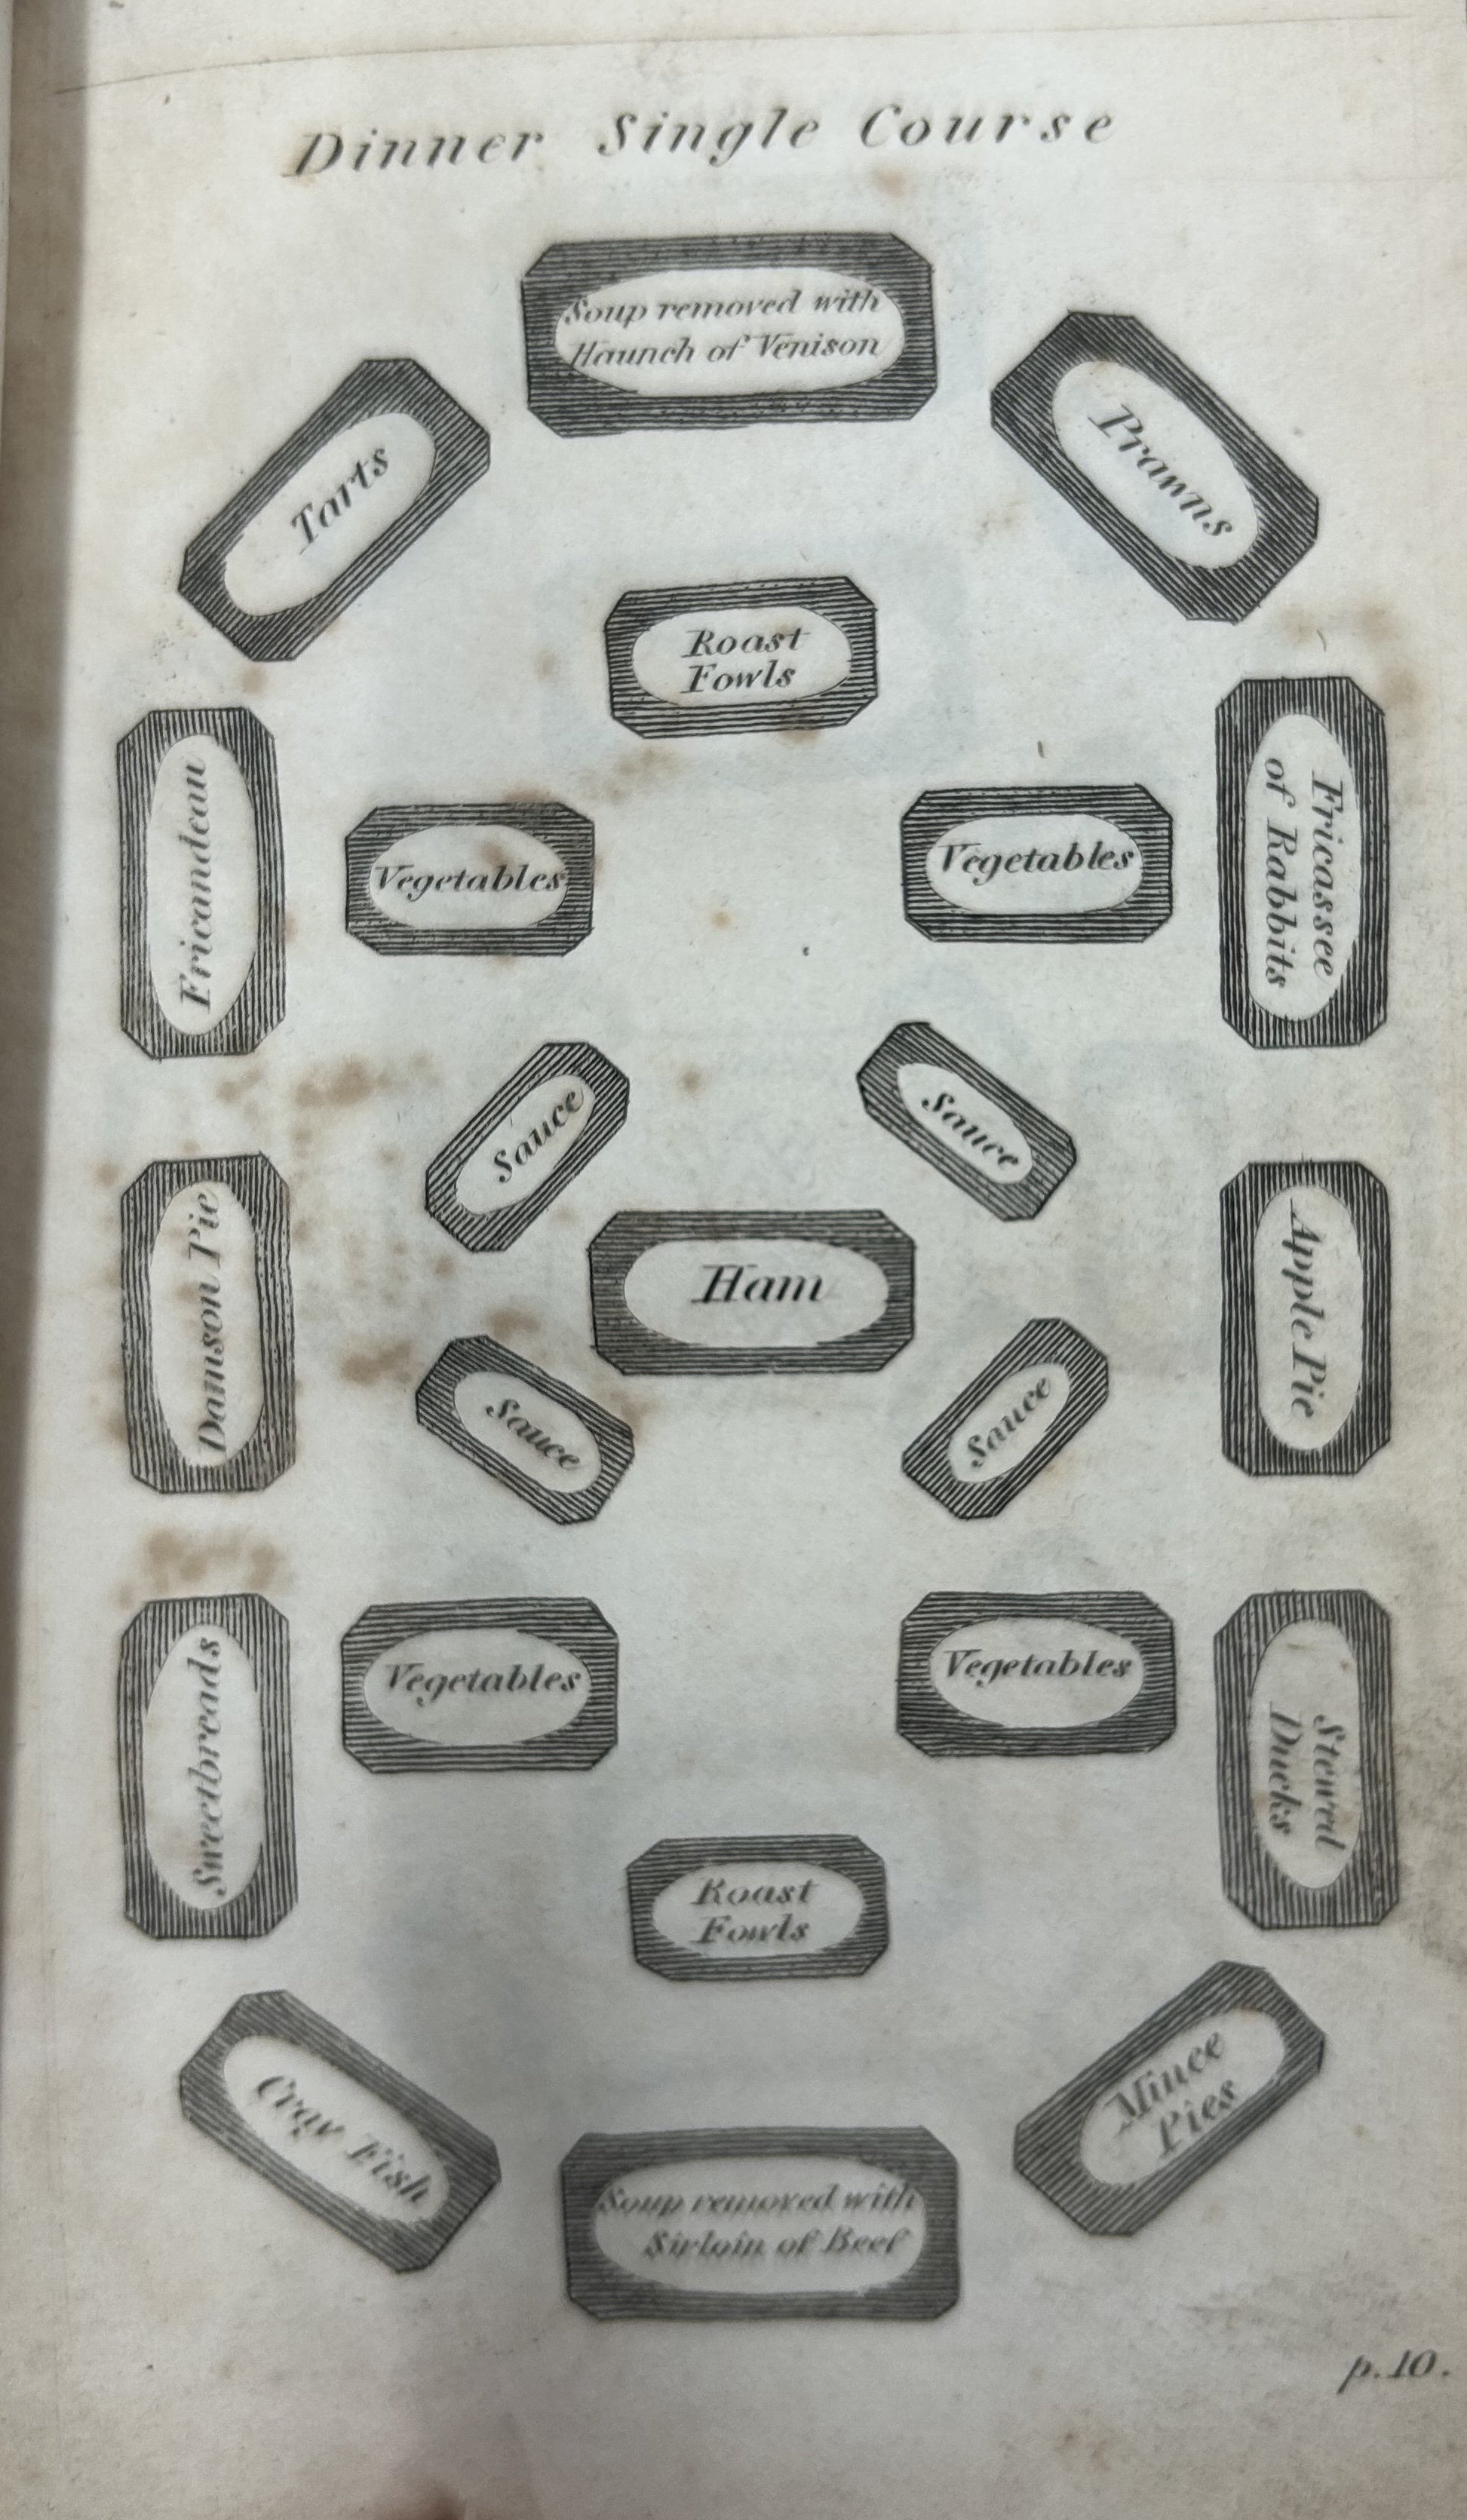 Dinner Single Course
Soup removed with
Haunch of Venison
Tarts
Prawns
Roast
Fowls
Fricandeau
Vegetables
Vegetables
Fricassee
of Rabbits
Sauce
Sauce
Damson Pie
Ham
Apple Pie
Sauce
Sauce
Sweetbreads
Vegetables
Vegetables
Stewed
Ducks
Roast
Fowls
Cray Fish
Mince
Pies
Soup removed with
Sirloin of Beef
p.10.